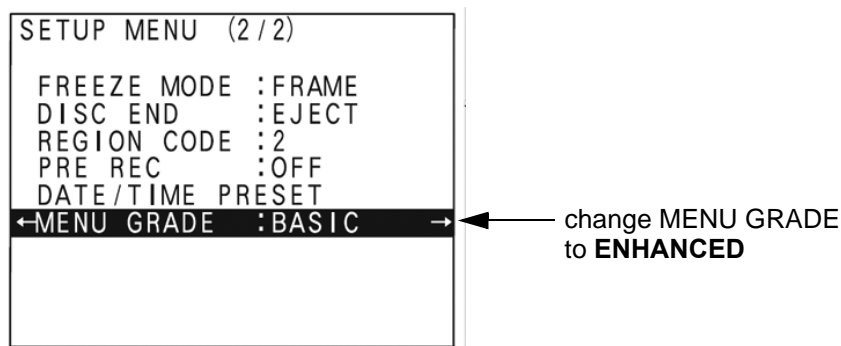 SETUP MENU (2/2)
FREEZE MODE :FRAME
DISC END :EJECT
REGION CODE :2
PRE REC :OFF
DATE/TIME PRESET
←MENU GRADE :BASIC →
change MENU GRADE
to ENHANCED